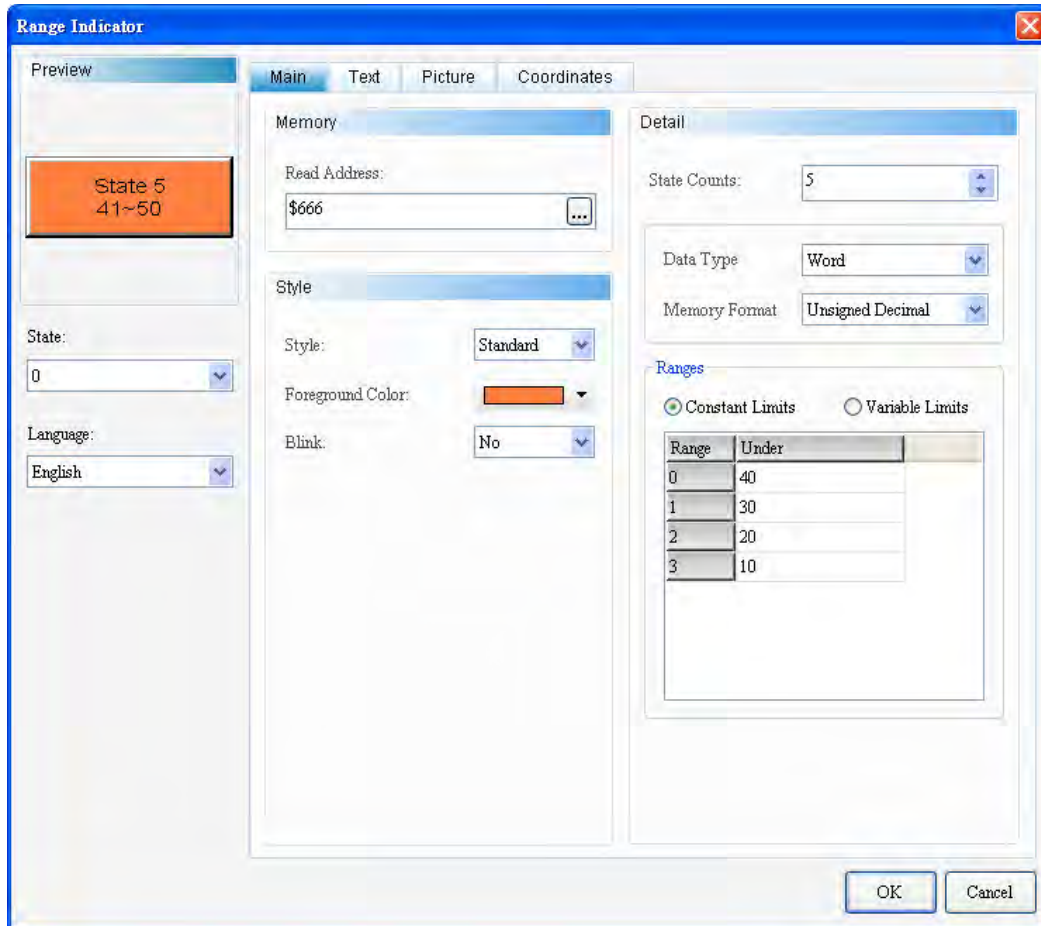 Range Indicator
Preview
State 5
41~50
State:
0
Language:
English
Main Text Picture Coordinates
Memory
Read Address:
$666
...
Style
Style: Standard
Foreground Color:
Blink: No
Detail
State Counts: 5
Data Type Word
Memory Format Unsigned Decimal
Ranges
Constant Limits Variable Limits
Range Under
0 40
1 30
2 20
3 10
OK Cancel